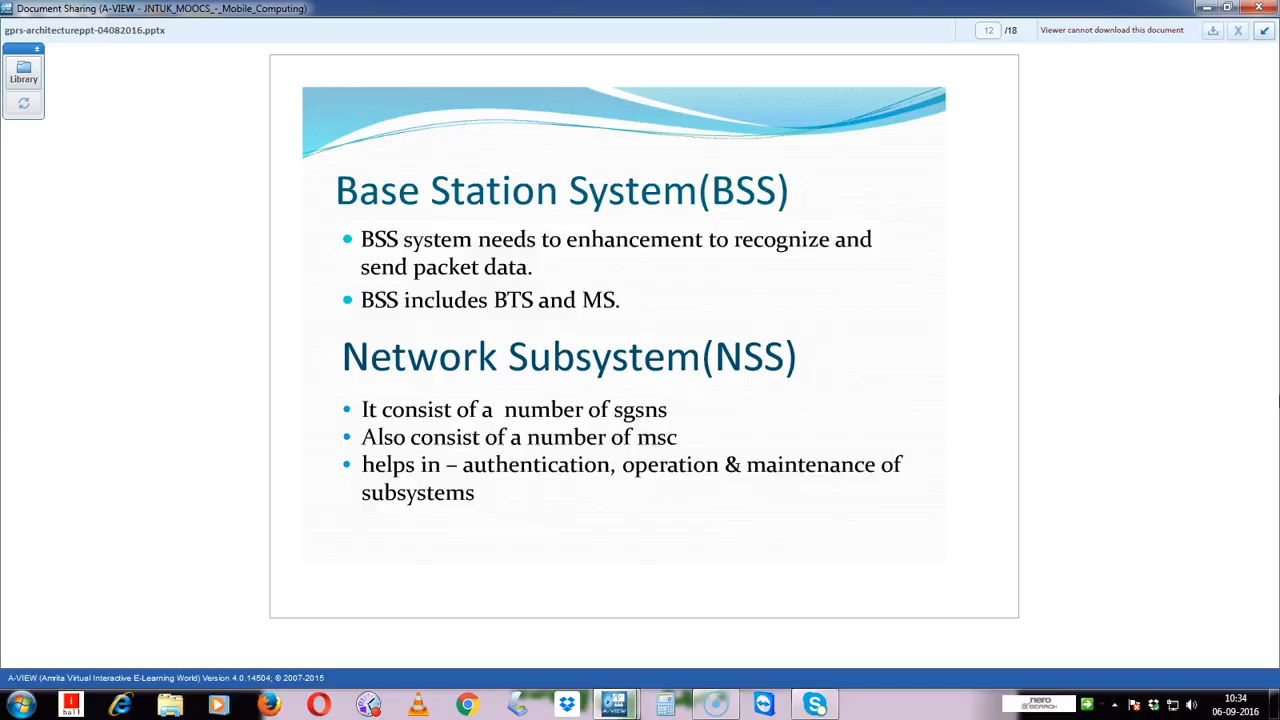 Document Sharing (A-VIEW - JNTUK_MOOCS_-_Mobile_Computing)
gprs-architectureppt-04082016.pptx
12 /18 Viewer cannot download this document
Library
Base Station System(BSS)
BSS system needs to enhancement to recognize and
send packet data.
BSS includes BTS and MS.
Network Subsystem(NSS)
It consist of a number of sgsns
Also consist of a number of msc
helps in – authentication, operation & maintenance of
subsystems
A-VIEW (Amrita Virtual Interactive E-Learning World) Version 4.0.14504; © 2007-2015
i
ball
A-VIEW
nero
SEARCH
10:34
06-09-2016